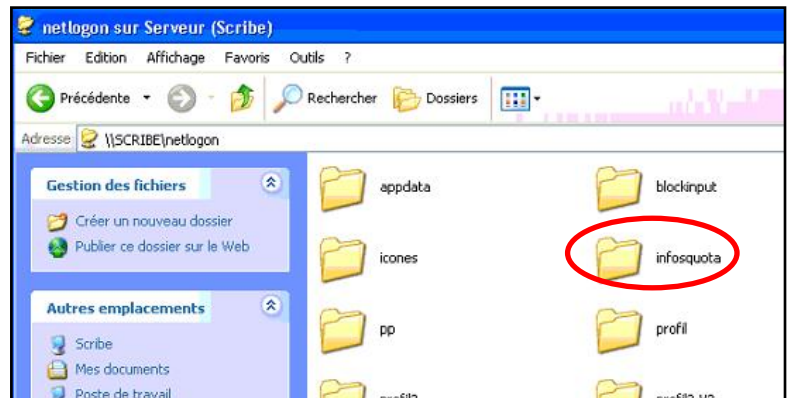 netlogon sur Serveur (Scribe)
Fichier Edition Affichage Favoris Outils ?
Précédente Rechercher Dossiers
Adresse \\SCRIBE\netlogon
Gestion des fichiers
Créer un nouveau dossier
Publier ce dossier sur le Web
Autres emplacements
Scribe
Mes documents
Poste de travail
appdata blockinput
icones infosquota
pp profil